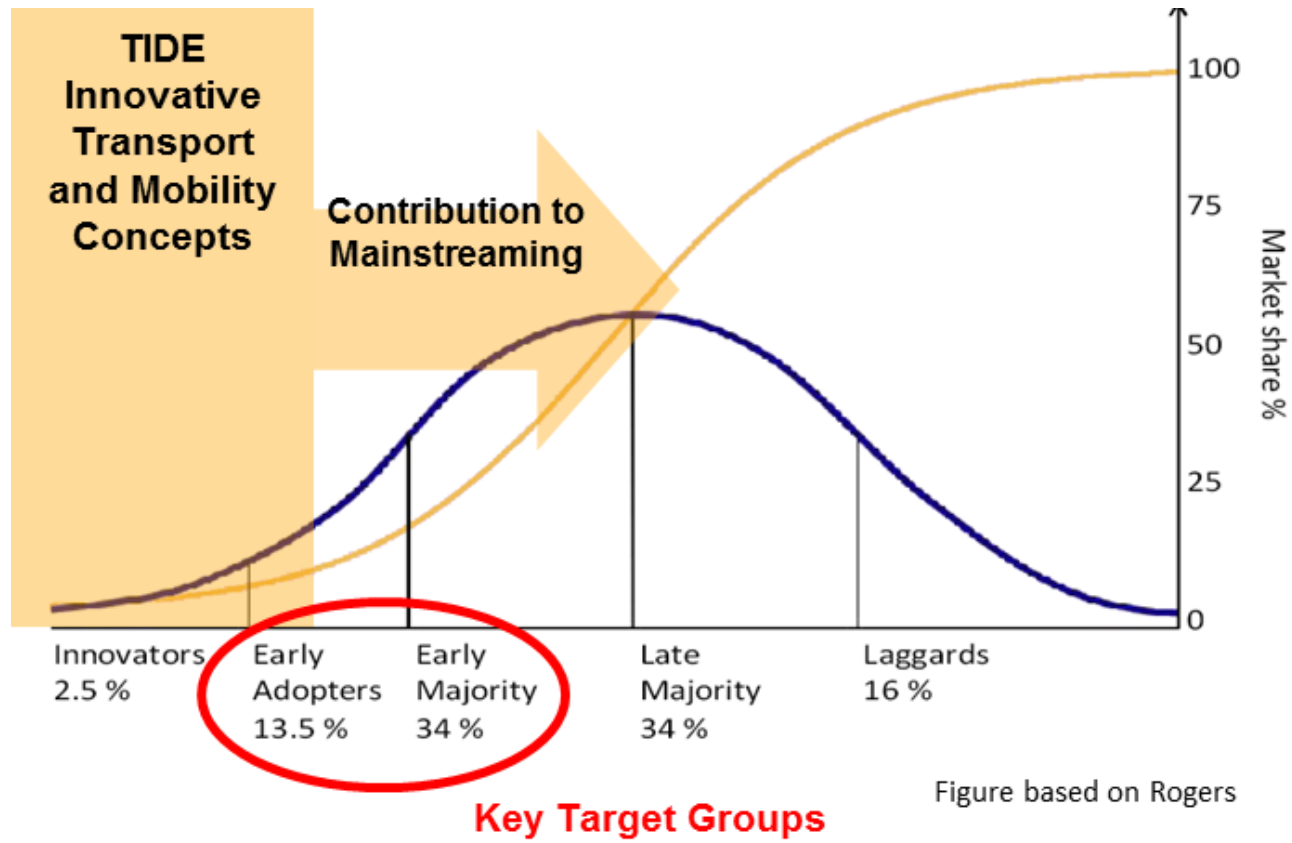 TIDE
Innovative
Transport
and Mobility
Concepts
Contribution to
Mainstreaming
100
75
50
25
0
Market share %
Innovators
2.5 %
Early
Adopters
13.5 %
Early
Majority
34 %
Late
Majority
34 %
Laggards
16 %
Figure based on Rogers
Key Target Groups